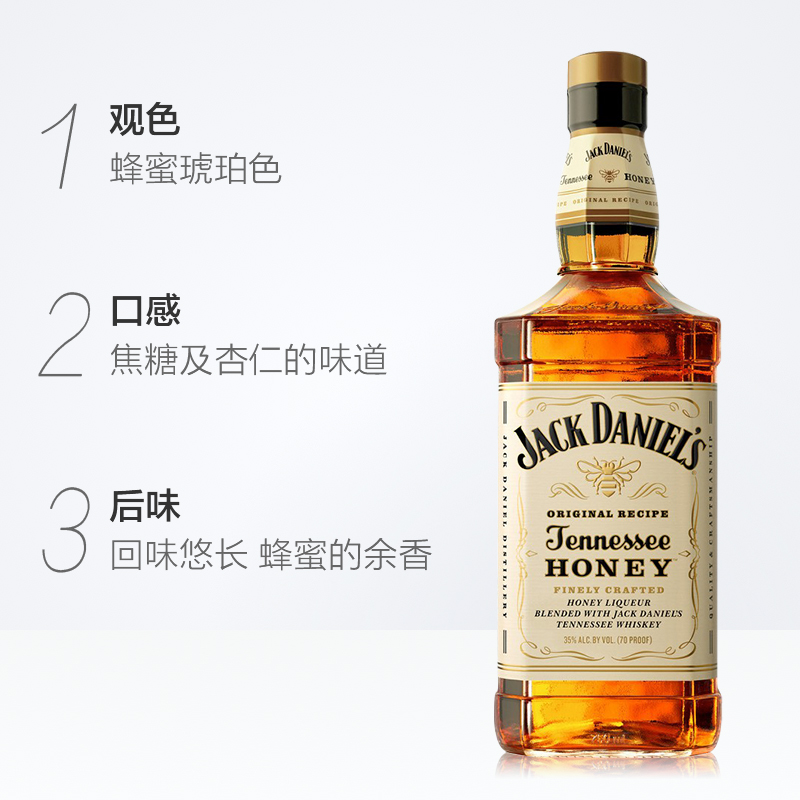 1
观色
蜂蜜琥珀色
2
口感
焦糖及杏仁的味道
3
后味
回味悠长 蜂蜜的余香
JACK DANIEL'S
Tennessee HONEY
ORIGINAL RECIPE
JACK DANIEL'S
ORIGINAL RECIPE
Tennessee
HONEY™
FINELY CRAFTED
HONEY LIQUEUR
BLENDED WITH JACK DANIEL'S
TENNESSEE WHISKEY
35% ALC. BY VOL. (70 PROOF)
JACK DANIEL DISTILLERY
QUALITY & CRAFTSMANSHIP